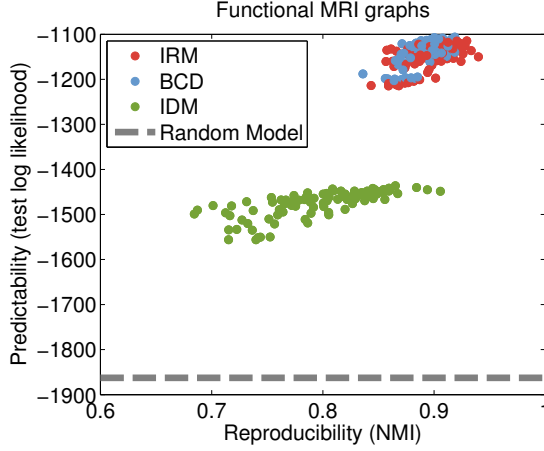 Functional MRI graphs
Predictability (test log likelihood)
−1100
−1200
−1300
−1400
−1500
−1600
−1700
−1800
−1900
IRM
BCD
IDM
Random Model
0.6
0.7
0.8
0.9
1
Reproducibility (NMI)